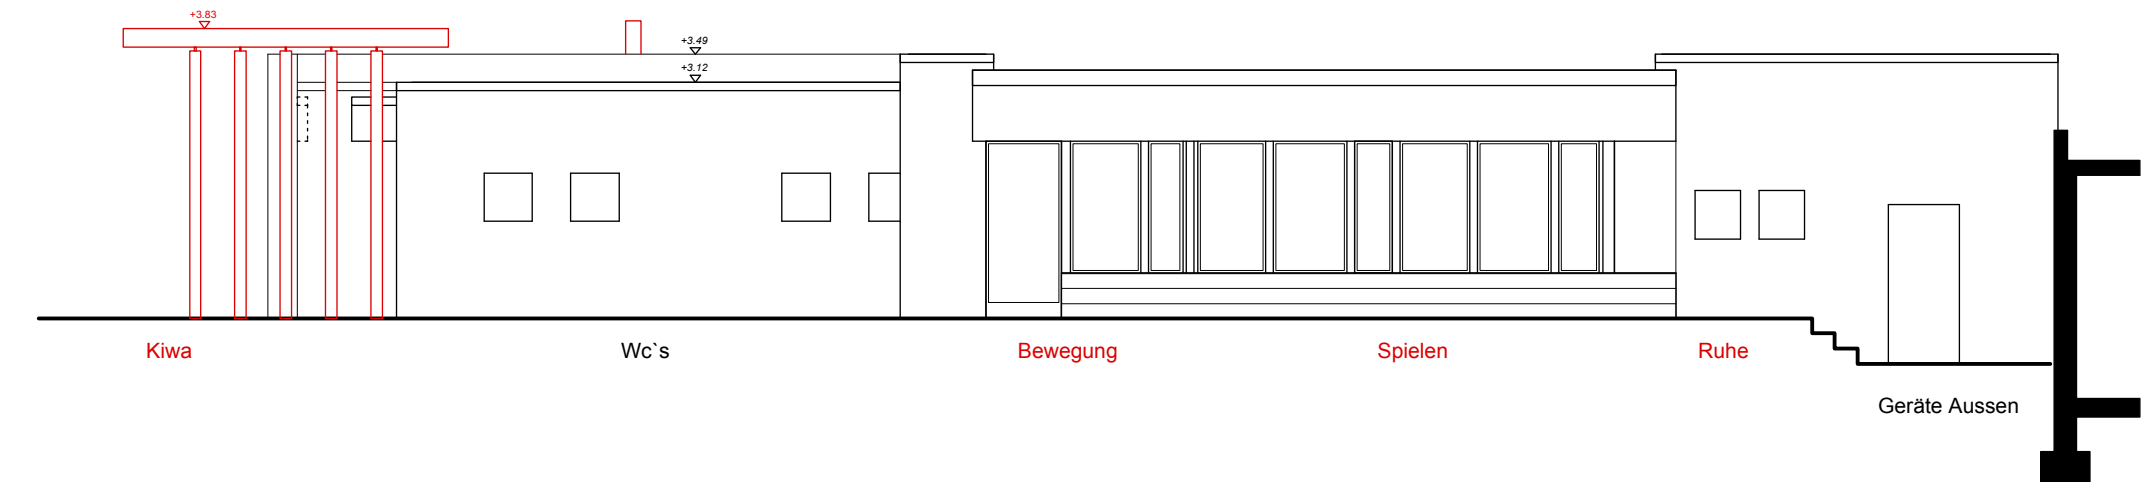 +3.83
+3.49
+3.12
Kiwa
Wc`s
Bewegung
Spielen
Ruhe
Geräte Aussen